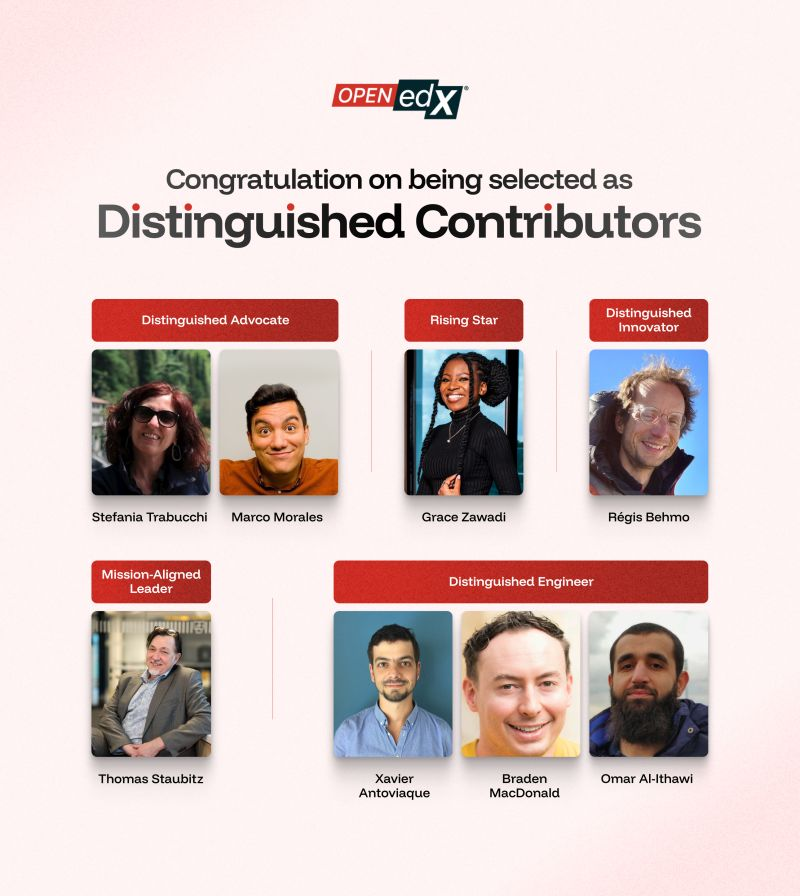 OPEN edX®
Congratulation on being selected as
Distinguished Contributors
Distinguished Advocate
Stefania Trabucchi
Marco Morales
Rising Star
Grace Zawadi
Distinguished
Innovator
Régis Behmo
Mission-Aligned
Leader
Thomas Staubitz
Distinguished Engineer
Xavier
Antoviaque
Braden
MacDonald
Omar Al-Ithawi